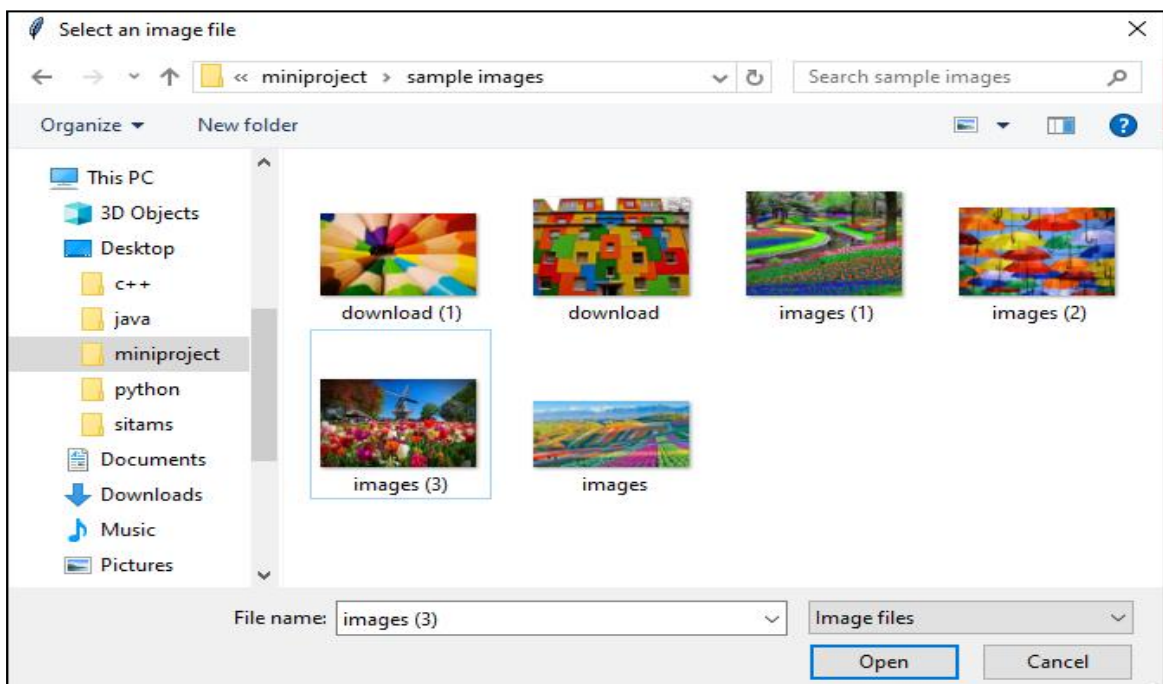 Select an image file
« miniproject > sample images
Search sample images
Organize
New folder
This PC
3D Objects
Desktop
c++
java
miniproject
python
sitams
Documents
Downloads
Music
Pictures
download (1)
download
images (1)
images (2)
images (3)
images
File name: images (3)
Image files
Open
Cancel